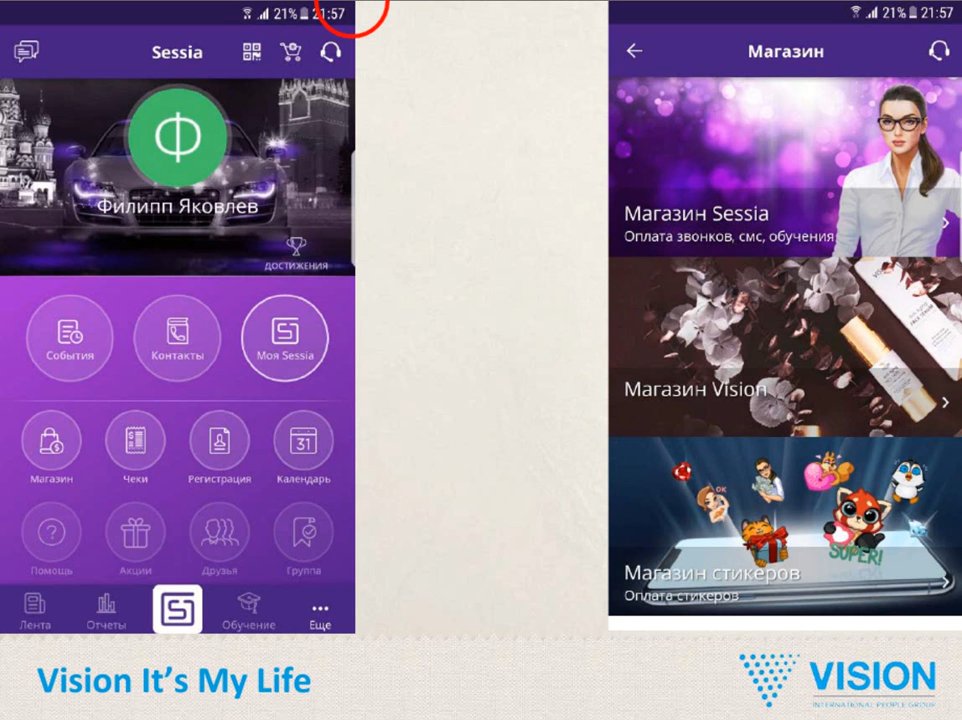 21% 21:57
Sessia
Ф
Филипп Яковлев
ДОСТИЖЕНИЯ
События
Контакты
Моя Sessia
Магазин
Чеки
31
Регистрация
Календарь
?
Помощь
Акции
Друзья
Группа
Лента
Отчеты
Обучение
Еще
21% 21:57
Магазин
Магазин Sessia
Оплата звонков, смс, обучения
Магазин Vision
OK
SUPER!
Магазин стикеров
Оплата стикеров
Vision It's My Life
VISION
INTERNATIONAL PEOPLE GROUP